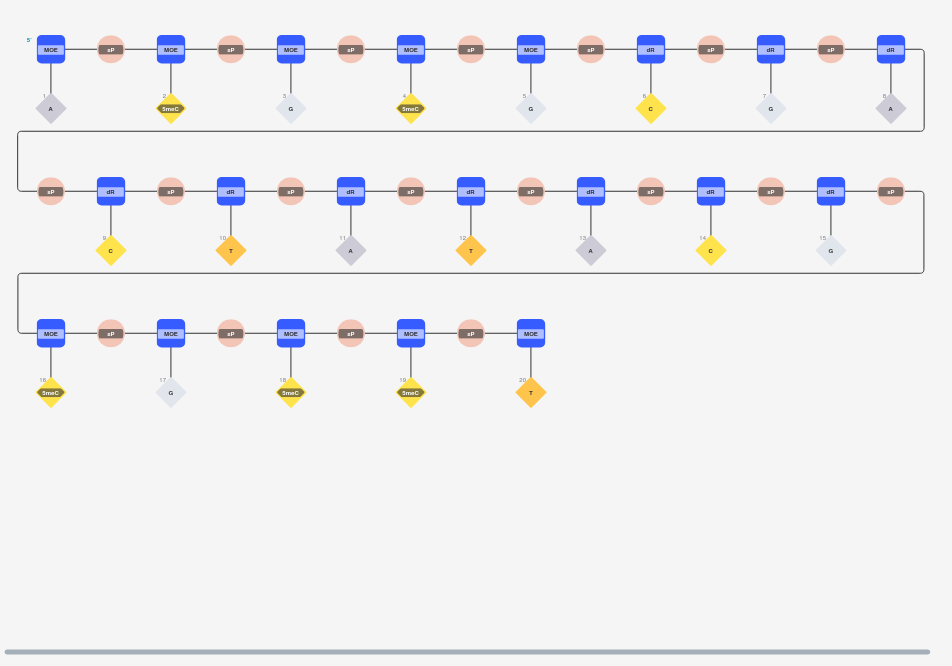 5' MOE sP MOE sP MOE sP MOE sP MOE sP dR sP dR sP dR
1 2 3 4 5 6 7 8
A 5meC G 5meC G C G A
sP dR sP dR sP dR sP dR sP dR sP dR sP dR sP
9 10 11 12 13 14 15
C T A T A C G
MOE sP MOE sP MOE sP MOE sP MOE
16 17 18 19 20
5meC G 5meC 5meC T